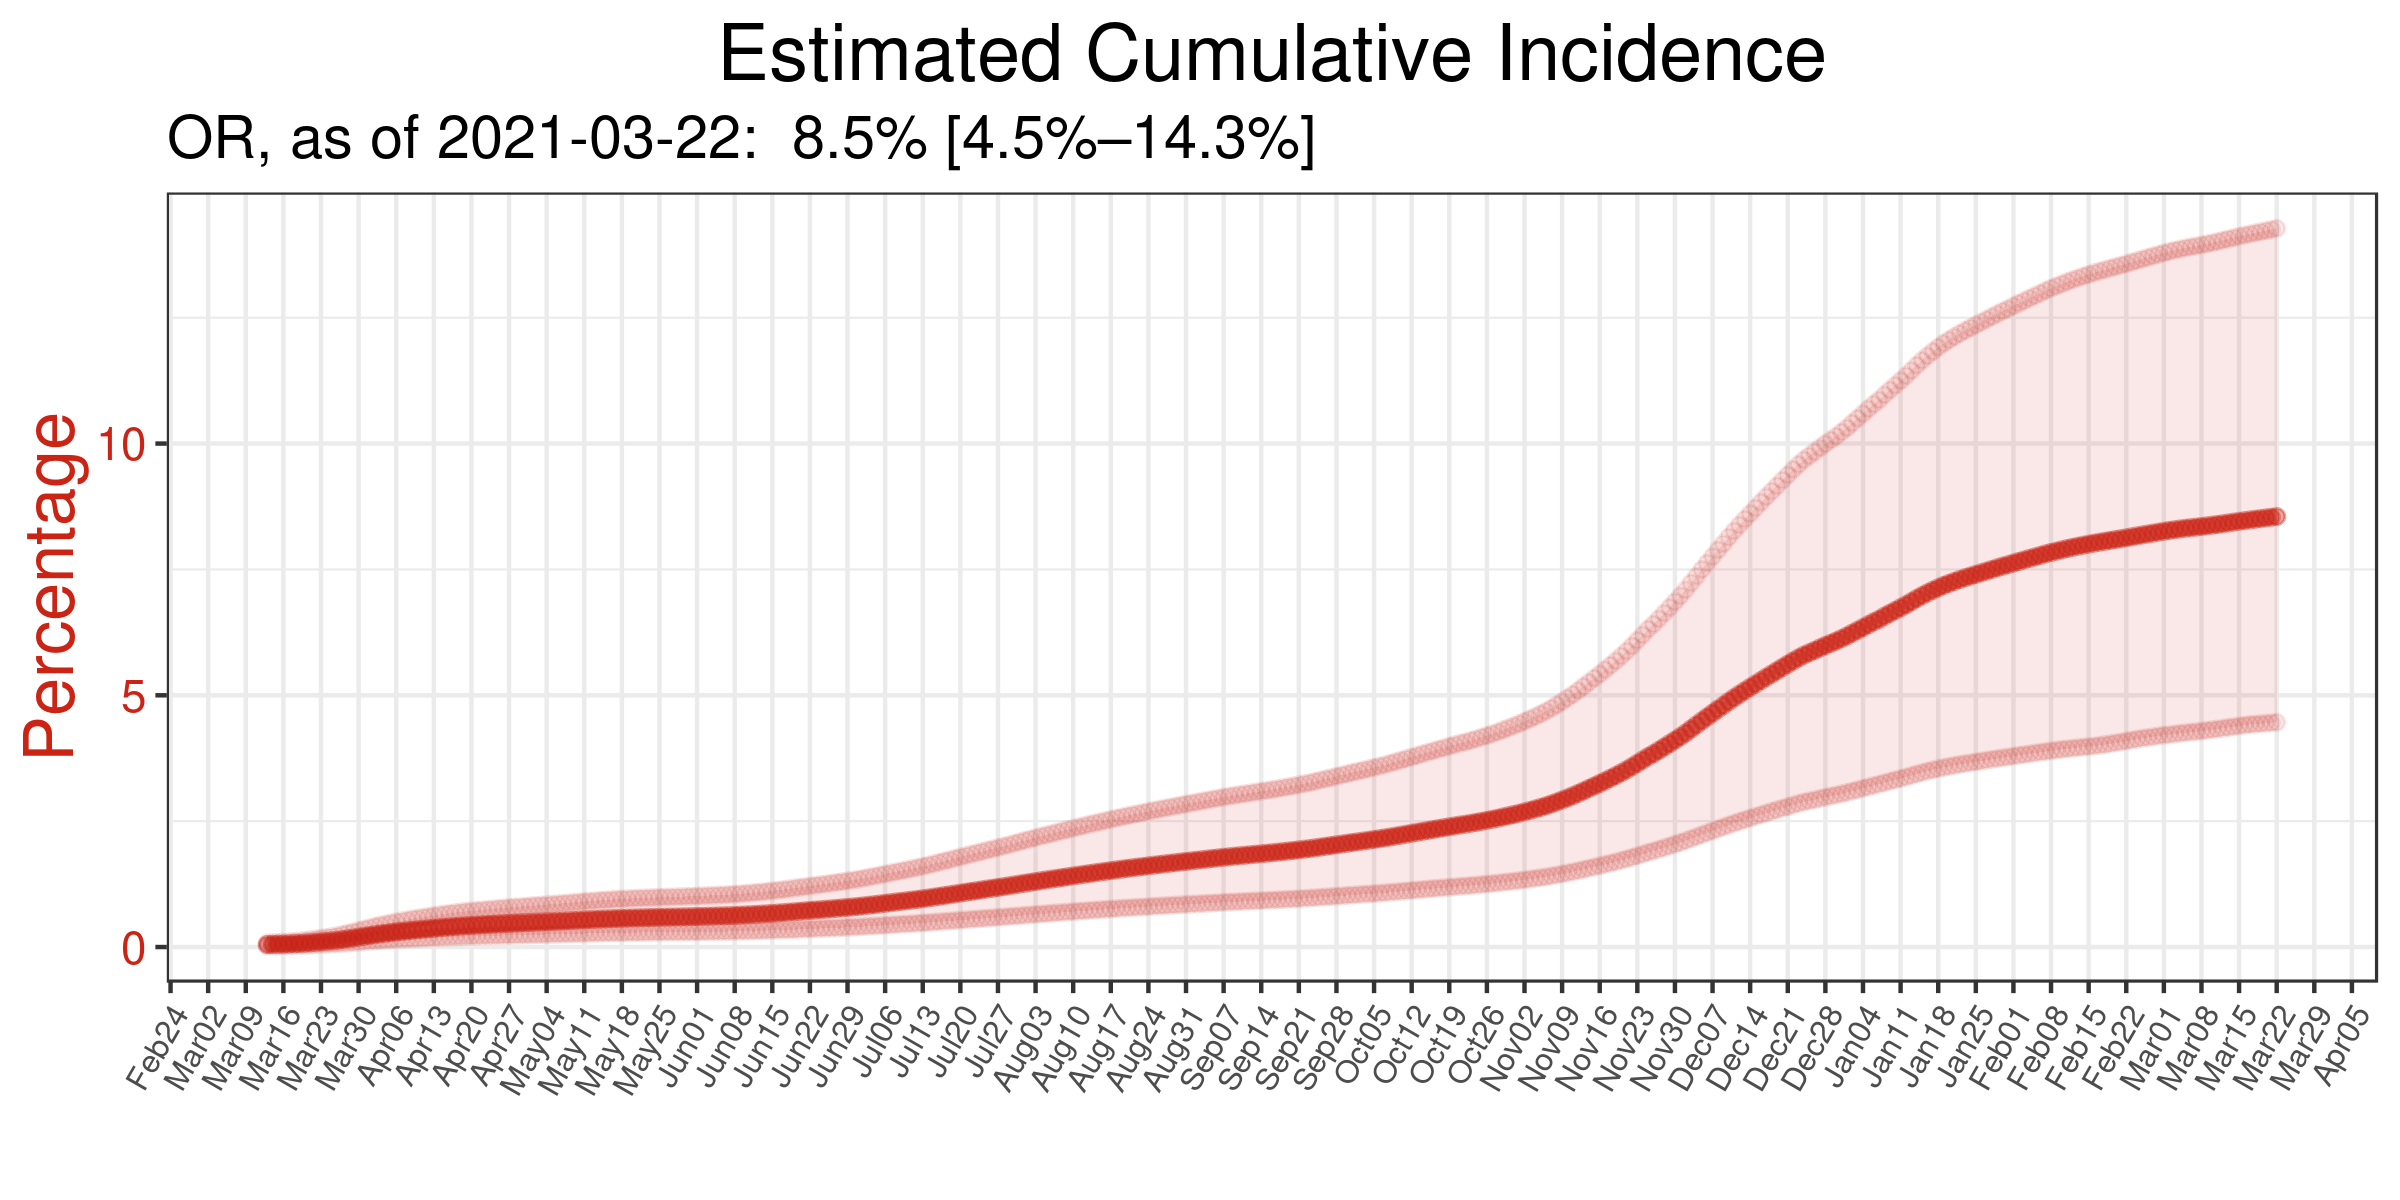 Estimated Cumulative Incidence
OR, as of 2021-03-22:  8.5% [4.5%–14.3%]
Percentage
10
5
0
Feb24
Mar02
Mar09
Mar16
Mar23
Mar30
Apr06
Apr13
Apr20
Apr27
May04
May11
May18
May25
Jun01
Jun08
Jun15
Jun22
Jun29
Jul06
Jul13
Jul20
Jul27
Aug03
Aug10
Aug17
Aug24
Aug31
Sep07
Sep14
Sep21
Sep28
Oct05
Oct12
Oct19
Oct26
Nov02
Nov09
Nov16
Nov23
Nov30
Dec07
Dec14
Dec21
Dec28
Jan04
Jan11
Jan18
Jan25
Feb01
Feb08
Feb15
Feb22
Mar01
Mar08
Mar15
Mar22
Mar29
Apr05